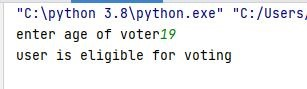 "C:\python 3.8\python.exe" "C:/Users/
enter age of voter19
user is eligible for voting